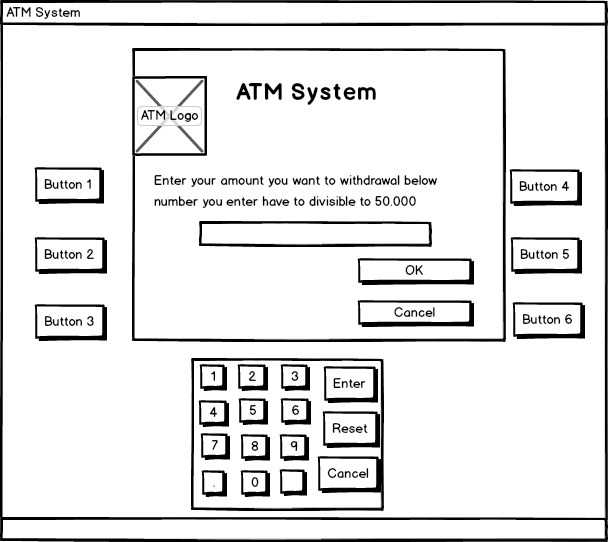 ATM System
ATM System
ATM Logo
Enter your amount you want to withdrawal below
number you enter have to divisible to 50.000
OK
Cancel
Button 1
Button 2
Button 3
Button 4
Button 5
Button 6
1 2 3 Enter
4 5 6 Reset
7 8 9 Cancel
. 0